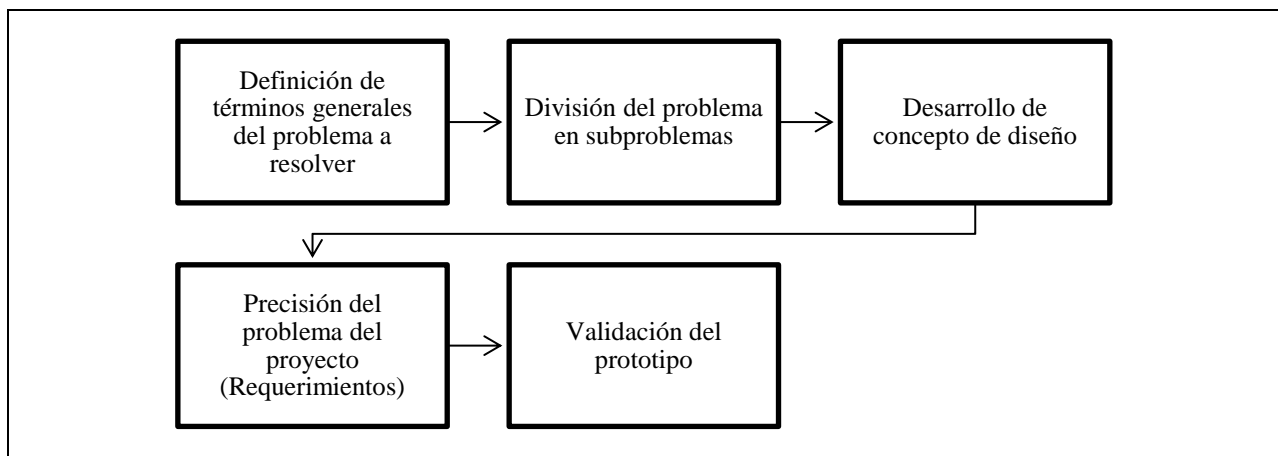 Definición de
términos generales
del problema a
resolver
División del problema
en subproblemas
Desarrollo de
concepto de diseño
Precisión del
problema del
proyecto
(Requerimientos)
Validación del
prototipo